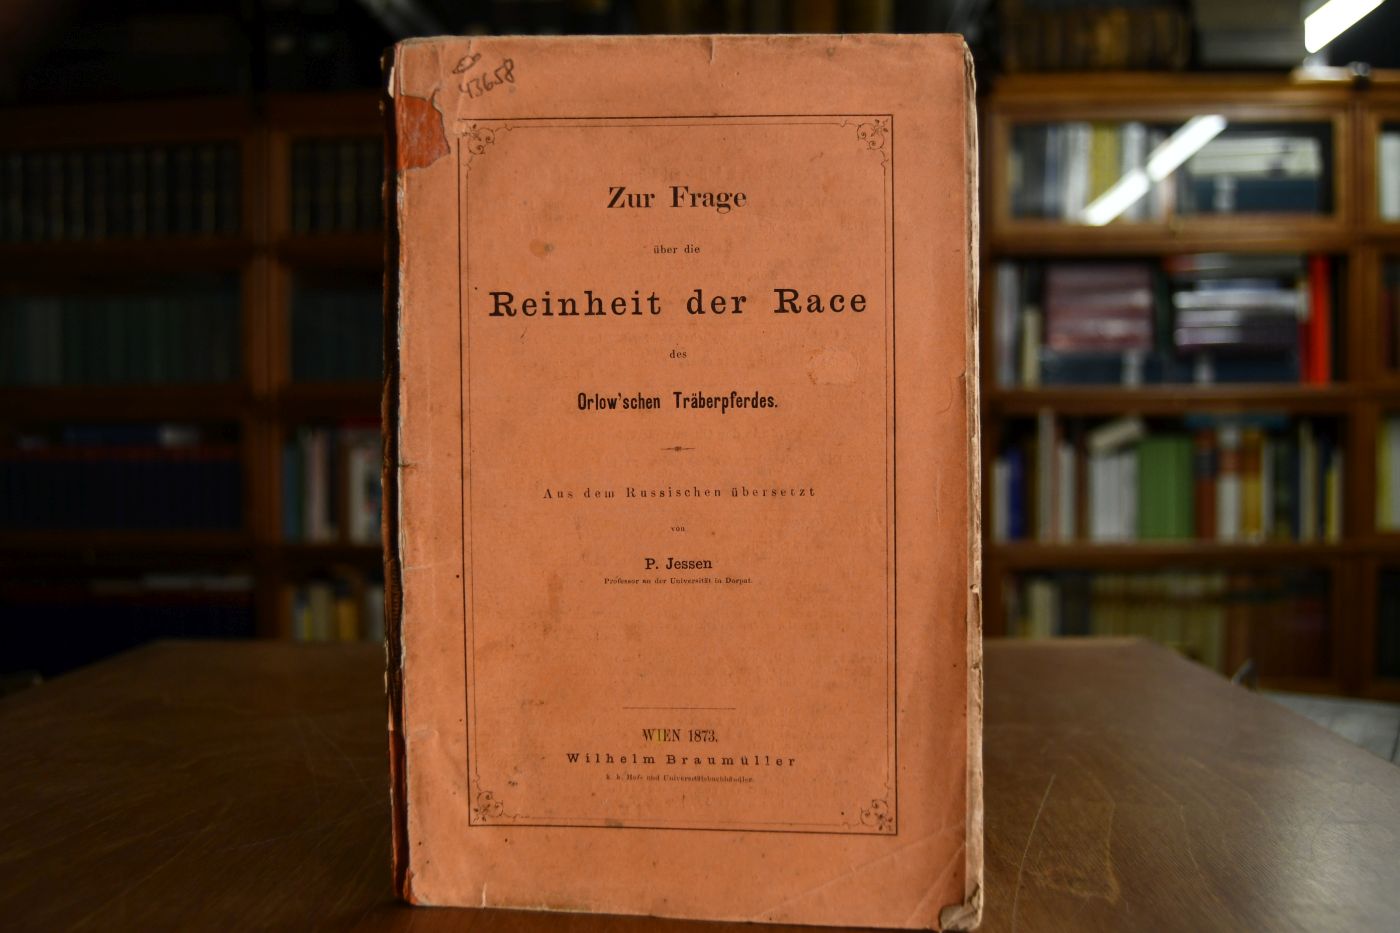 43658
Zur Frage
über die
Reinheit der Race
des
Orlow'schen Träberpferdes.
Aus dem Russischen übersetzt
von
P. Jessen
Professor an der Universität in Dorpat.
WIEN 1873.
Wilhelm Braumüller
k. k. Hof- und Universitätsbuchhändler.